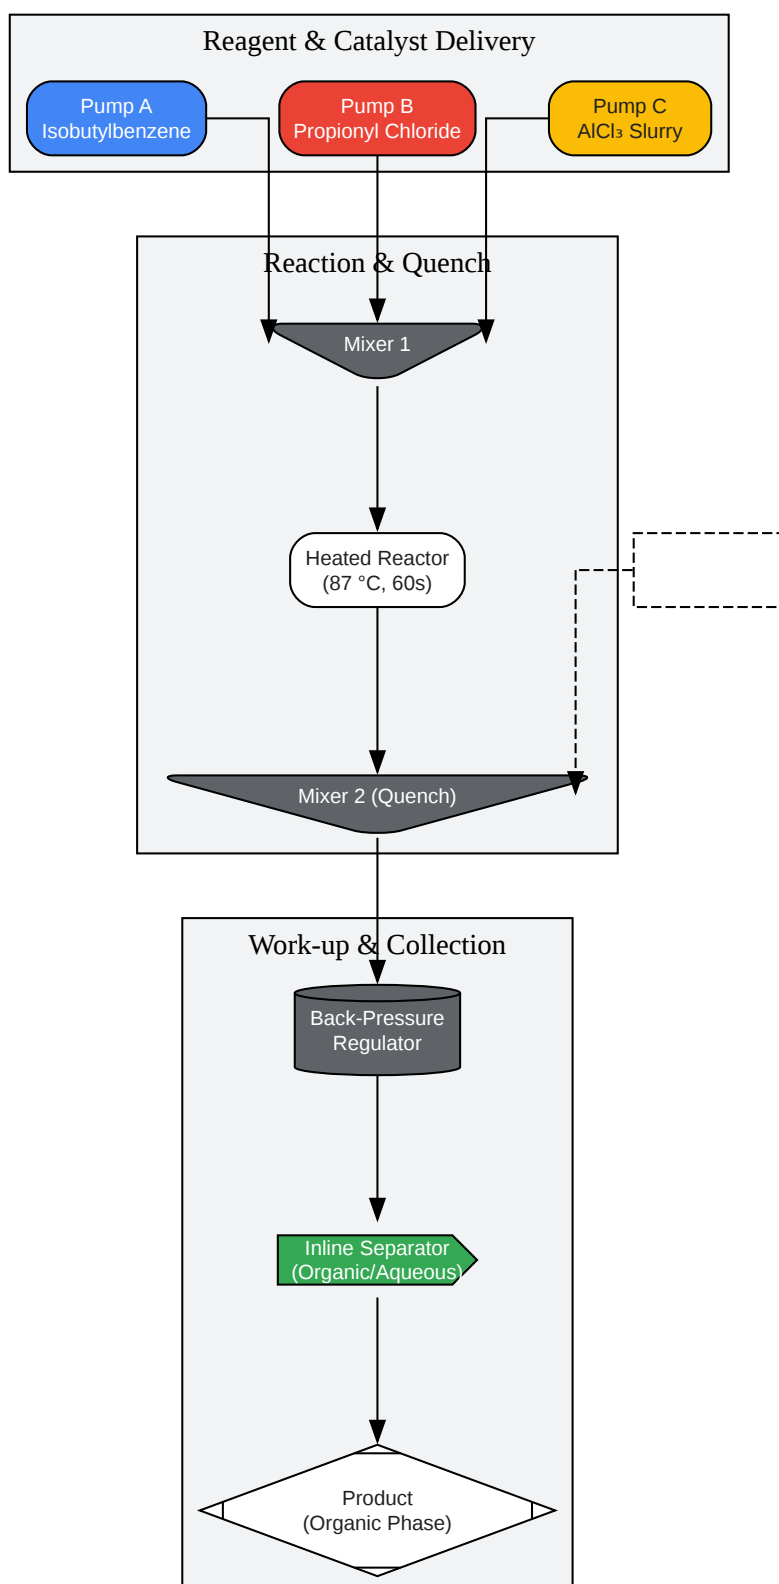 Reagent & Catalyst Delivery
Pump A
Isobutylbenzene
Pump B
Propionyl Chloride
Pump C
AlCl₃ Slurry
Reaction & Quench
Mixer 1
Heated Reactor
(87 °C, 60s)
Mixer 2 (Quench)
Work-up & Collection
Back-Pressure
Regulator
Inline Separator
(Organic/Aqueous)
Product
(Organic Phase)